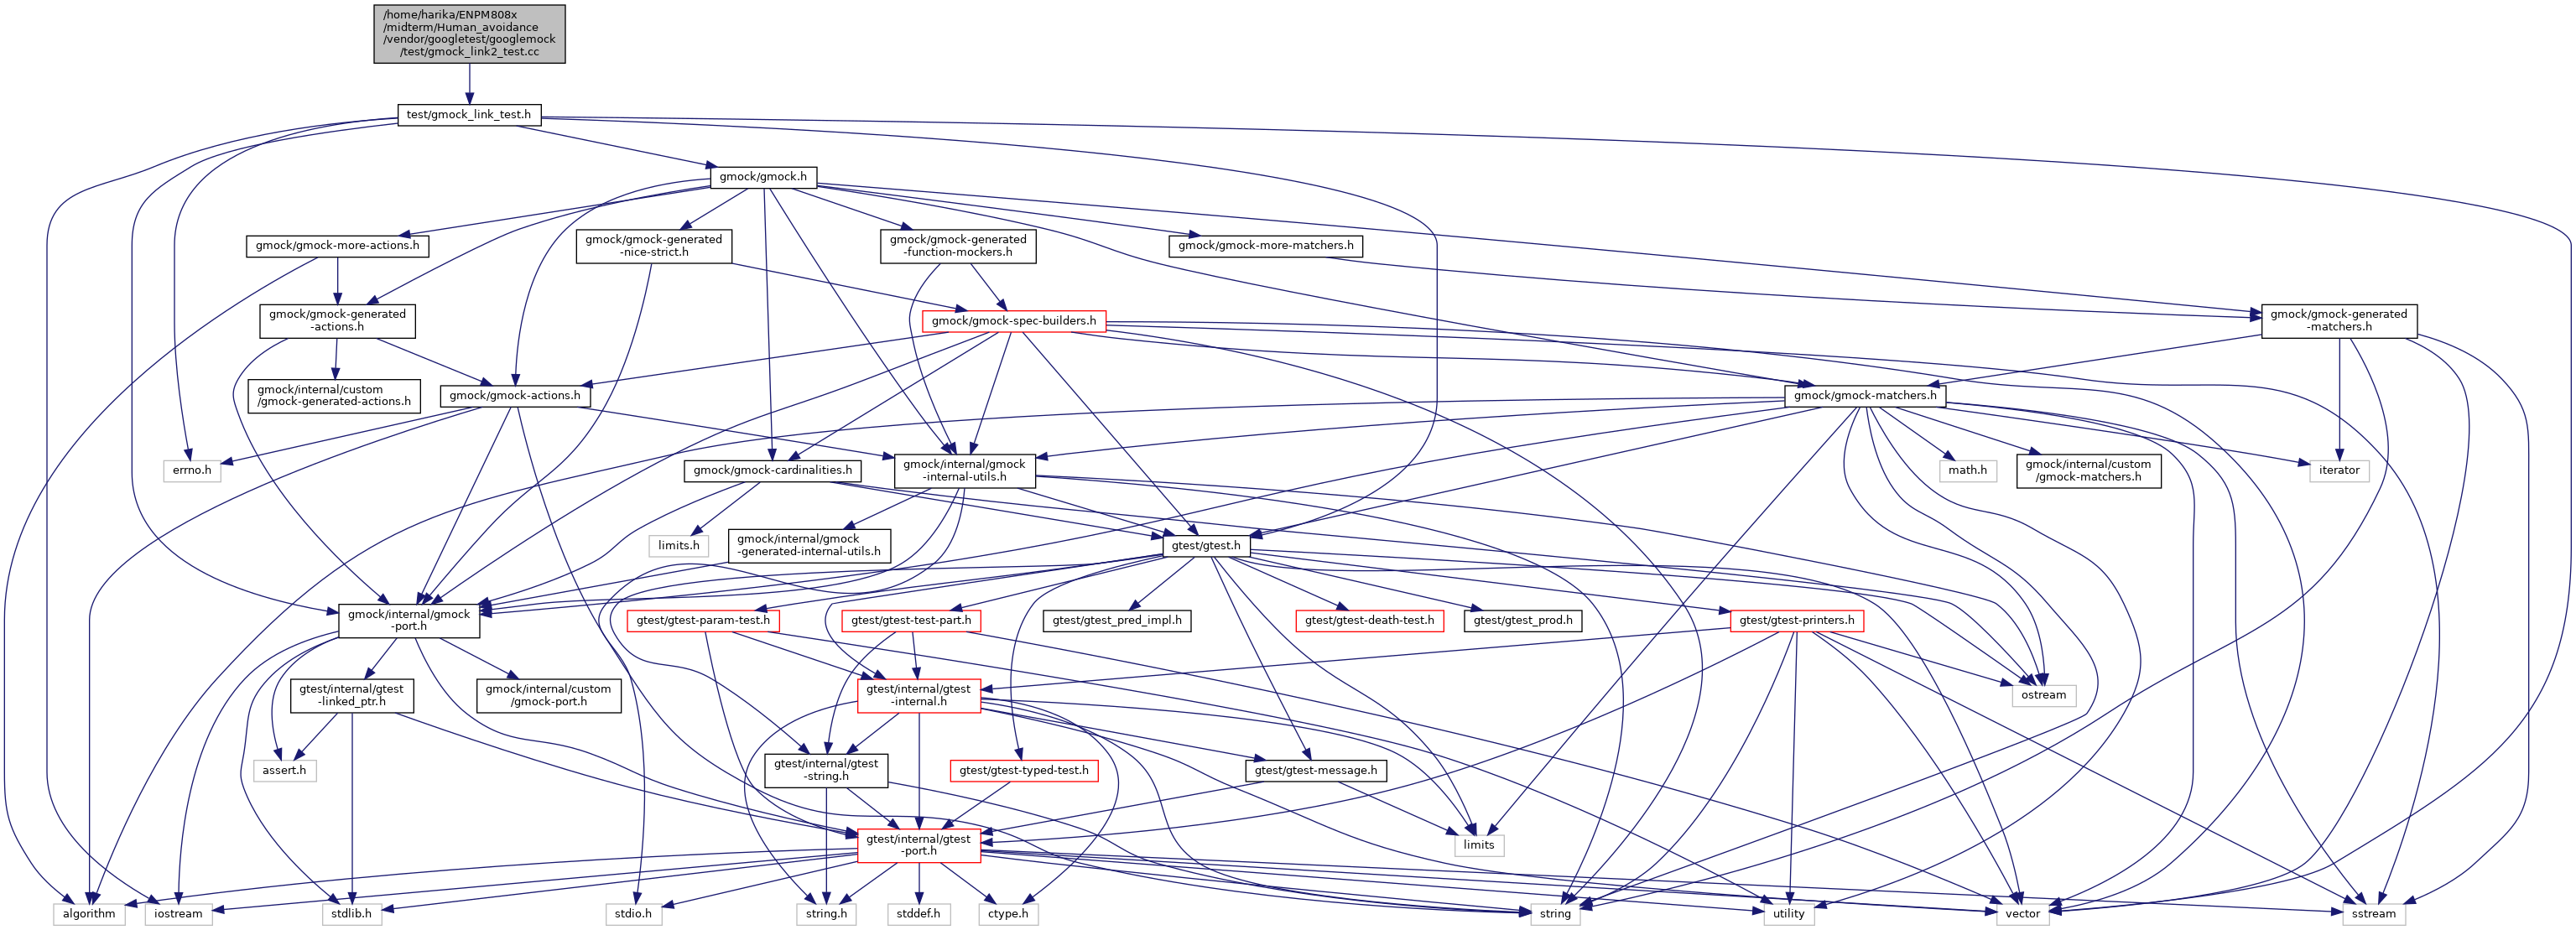 /home/harika/ENPM808x
/midterm/Human_avoidance
/vendor/googletest/googlemock
/test/gmock_link2_test.cc
test/gmock_link_test.h
gmock/gmock.h
gmock/gmock-more-actions.h
gmock/gmock-generated
-nice-strict.h
gmock/gmock-generated
-function-mockers.h
gmock/gmock-more-matchers.h
gmock/gmock-generated
-actions.h
gmock/gmock-spec-builders.h
gmock/gmock-generated
-matchers.h
gmock/internal/custom
/gmock-generated-actions.h
gmock/gmock-actions.h
gmock/gmock-matchers.h
errno.h
gmock/gmock-cardinalities.h
gmock/internal/gmock
-internal-utils.h
math.h
gmock/internal/custom
/gmock-matchers.h
iterator
limits.h
gmock/internal/gmock
-generated-internal-utils.h
gtest/gtest.h
gmock/internal/gmock
-port.h
gtest/gtest-param-test.h
gtest/gtest-test-part.h
gtest/gtest_pred_impl.h
gtest/gtest-death-test.h
gtest/gtest_prod.h
gtest/gtest-printers.h
gtest/internal/gtest
-linked_ptr.h
gmock/internal/custom
/gmock-port.h
gtest/internal/gtest
-internal.h
ostream
assert.h
gtest/internal/gtest
-string.h
gtest/gtest-typed-test.h
gtest/gtest-message.h
gtest/internal/gtest
-port.h
limits
algorithm
iostream
stdlib.h
stdio.h
string.h
stddef.h
ctype.h
string
utility
vector
sstream